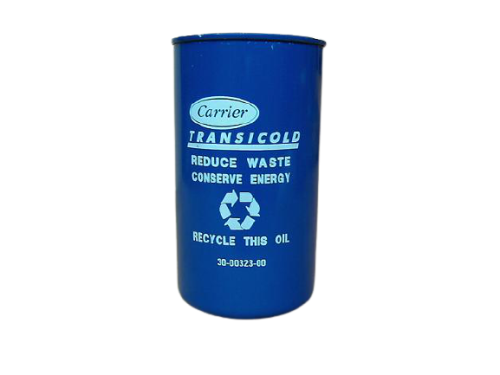 Carrier
TRANSICOLD
REDUCE WASTE
CONSERVE ENERGY
RECYCLE THIS OIL
30-00323-00